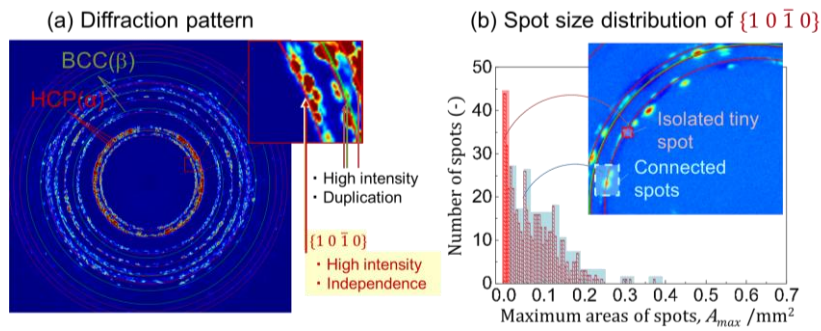 (a) Diffraction pattern
BCC(β)
HCP(α)
· High intensity
· Duplication
{1 0 1̅ 0}
· High intensity
· Independence
(b) Spot size distribution of {1 0 1̅ 0}
Number of spots (-)
50
40
30
20
10
0
Isolated tiny
spot
Connected
spots
0.0 0.1 0.2 0.3 0.4 0.5 0.6 0.7
Maximum areas of spots, A_max /mm²